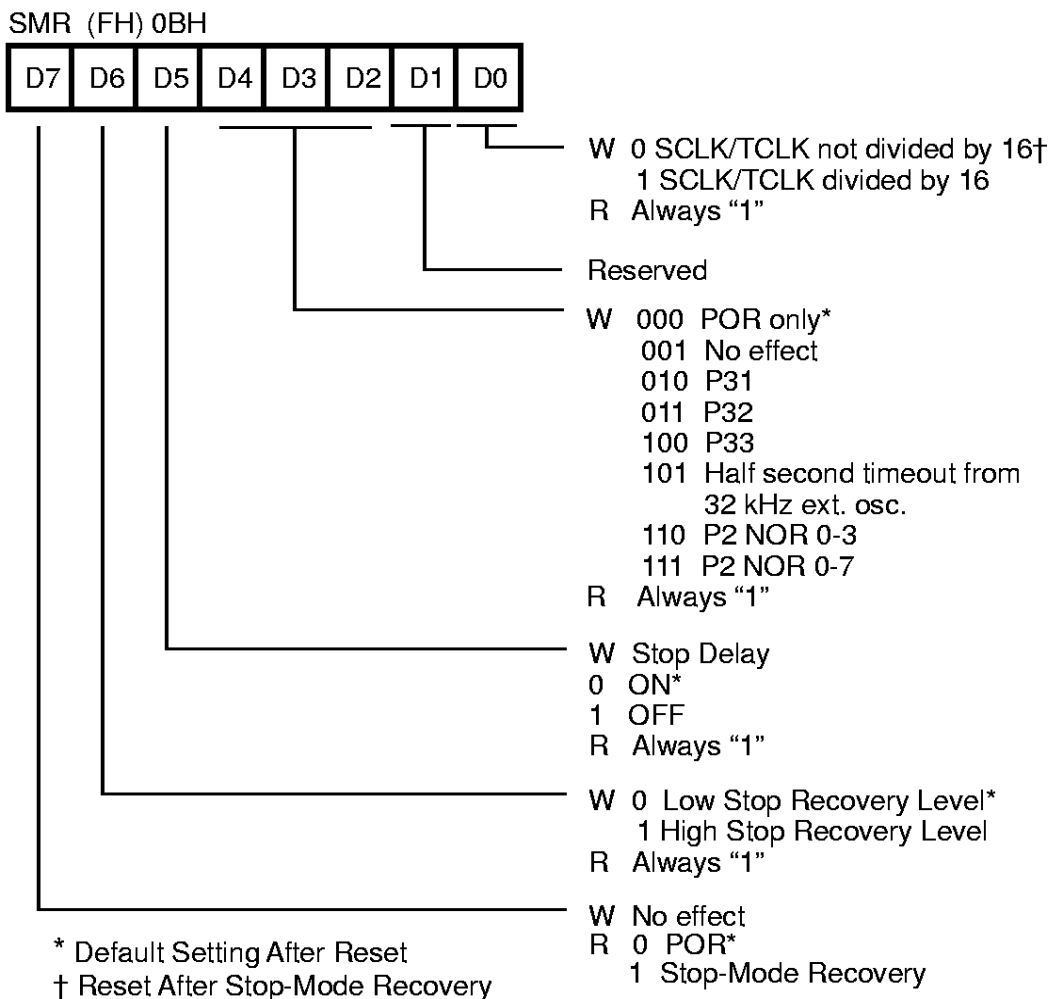 SMR (FH) 0BH
D7 D6 D5 D4 D3 D2 D1 D0
W 0 SCLK/TCLK not divided by 16†
1 SCLK/TCLK divided by 16
R Always “1”
Reserved
W 000 POR only*
001 No effect
010 P31
011 P32
100 P33
101 Half second timeout from
32 kHz ext. osc.
110 P2 NOR 0-3
111 P2 NOR 0-7
R Always “1”
W Stop Delay
0 ON*
1 OFF
R Always “1”
W 0 Low Stop Recovery Level*
1 High Stop Recovery Level
R Always “1”
W No effect
R 0 POR*
1 Stop-Mode Recovery
* Default Setting After Reset
† Reset After Stop-Mode Recovery